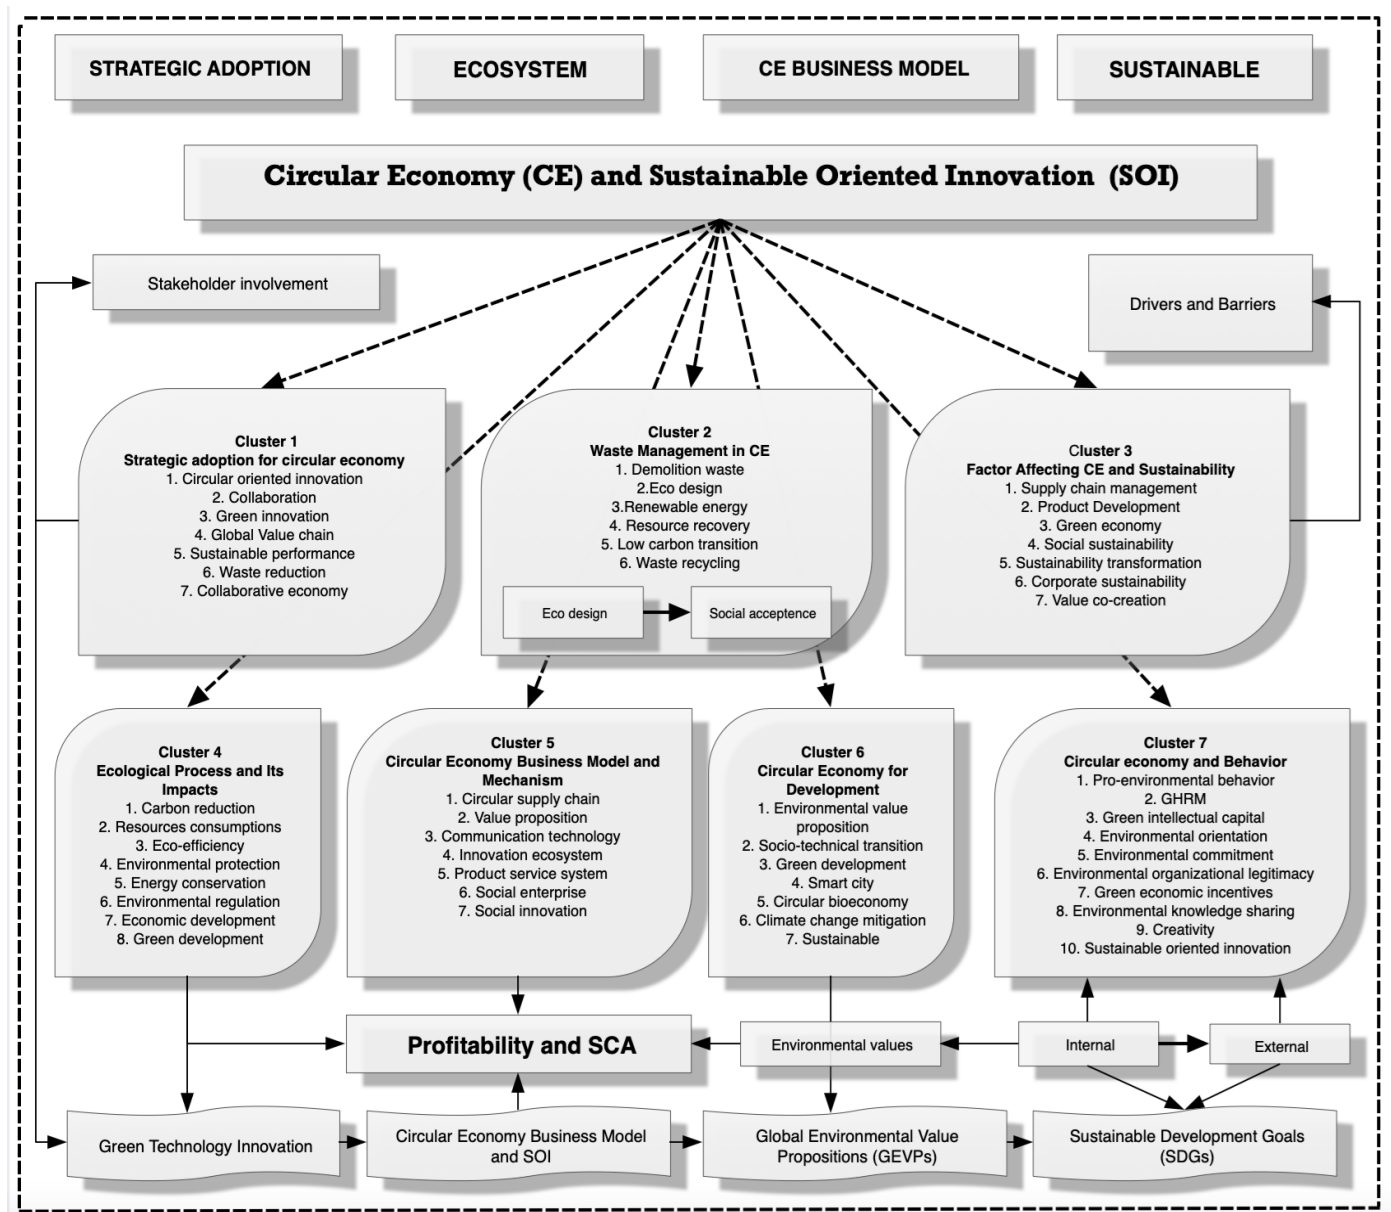 STRATEGIC ADOPTION
ECOSYSTEM
CE BUSINESS MODEL
SUSTAINABLE
Circular Economy (CE) and Sustainable Oriented Innovation (SOI)
Stakeholder involvement
Drivers and Barriers
Cluster 1
Strategic adoption for circular economy
1. Circular oriented innovation
2. Collaboration
3. Green innovation
4. Global Value chain
5. Sustainable performance
6. Waste reduction
7. Collaborative economy
Cluster 2
Waste Management in CE
1. Demolition waste
2.Eco design
3.Renewable energy
4. Resource recovery
5. Low carbon transition
6. Waste recycling
Eco design
Social acceptence
Cluster 3
Factor Affecting CE and Sustainability
1. Supply chain management
2. Product Development
3. Green economy
4. Social sustainability
5. Sustainability transformation
6. Corporate sustainability
7. Value co-creation
Cluster 4
Ecological Process and Its
Impacts
1. Carbon reduction
2. Resources consumptions
3. Eco-efficiency
4. Environmental protection
5. Energy conservation
6. Environmental regulation
7. Economic development
8. Green development
Cluster 5
Circular Economy Business Model and
Mechanism
1. Circular supply chain
2. Value proposition
3. Communication technology
4. Innovation ecosystem
5. Product service system
6. Social enterprise
7. Social innovation
Cluster 6
Circular Economy for
Development
1. Environmental value
proposition
2. Socio-technical transition
3. Green development
4. Smart city
5. Circular bioeconomy
6. Climate change mitigation
7. Sustainable
Cluster 7
Circular economy and Behavior
1. Pro-environmental behavior
2. GHRM
3. Green intellectual capital
4. Environmental orientation
5. Environmental commitment
6. Environmental organizational legitimacy
7. Green economic incentives
8. Environmental knowledge sharing
9. Creativity
10. Sustainable oriented innovation
Profitability and SCA
Environmental values
Internal
External
Green Technology Innovation
Circular Economy Business Model
and SOI
Global Environmental Value
Propositions (GEVPs)
Sustainable Development Goals
(SDGs)